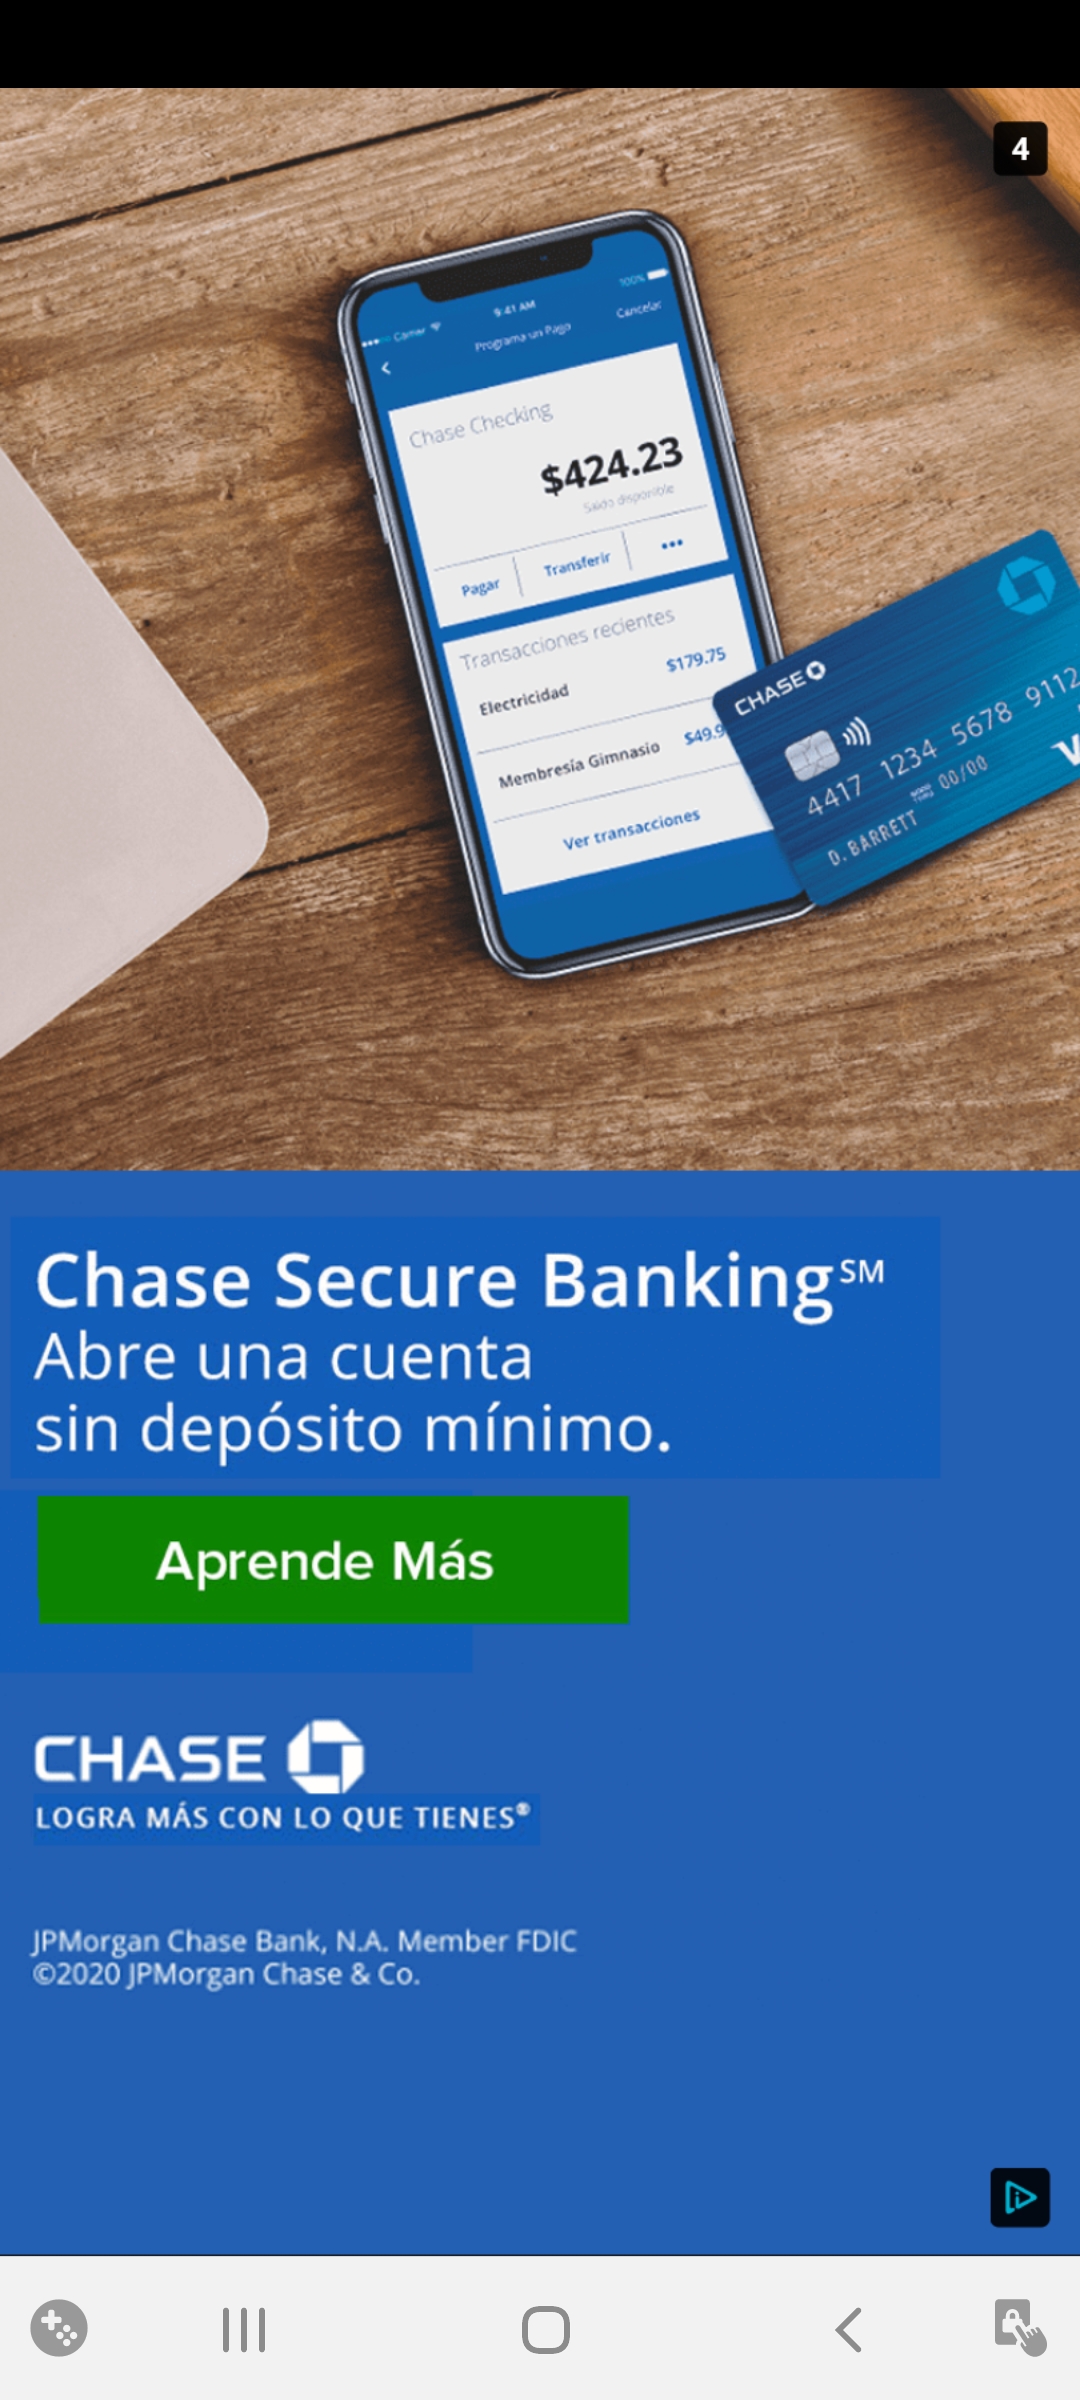 4
100%
Carrier 9:41 AM
Programa un Pago Cancelar
Chase Checking
$424.23
Saldo disponible
Pagar Transferir •••
Transacciones recientes
Electricidad $179.75
Membresía Gimnasio $49.9
Ver transacciones
CHASE
4417 1234 5678 9112
GOOD THRU 00/00
D. BARRETT
Chase Secure Banking℠
Abre una cuenta
sin depósito mínimo.
Aprende Más
CHASE
LOGRA MÁS CON LO QUE TIENES®
JPMorgan Chase Bank, N.A. Member FDIC
©2020 JPMorgan Chase & Co.